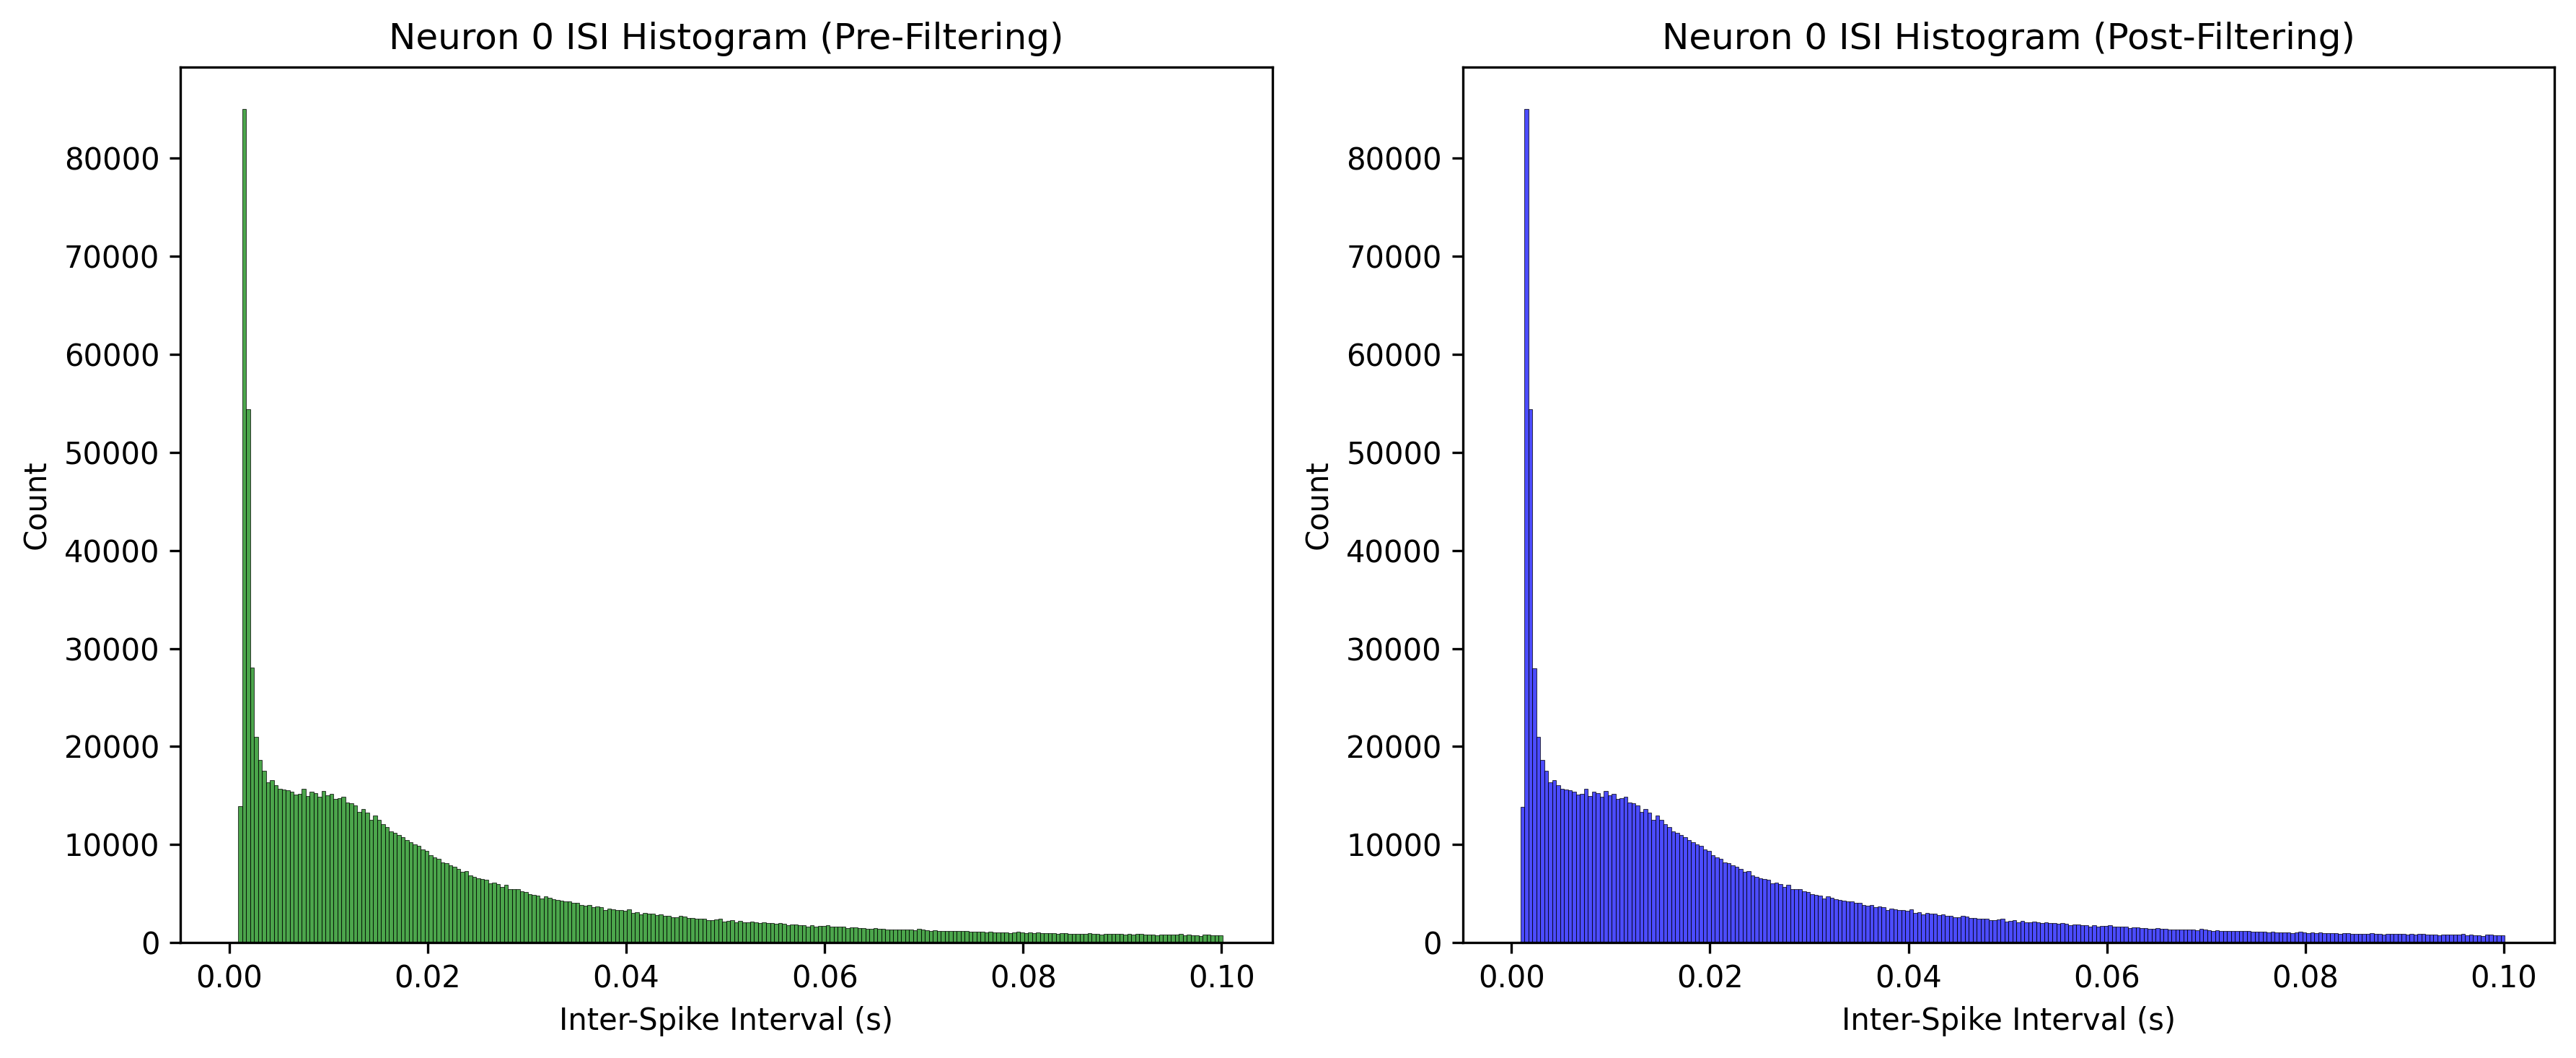 Neuron 0 ISI Histogram (Pre-Filtering)
80000
70000
60000
50000
40000
30000
20000
10000
0
Count
0.00 0.02 0.04 0.06 0.08 0.10
Inter-Spike Interval (s)
Neuron 0 ISI Histogram (Post-Filtering)
80000
70000
60000
50000
40000
30000
20000
10000
0
Count
0.00 0.02 0.04 0.06 0.08 0.10
Inter-Spike Interval (s)